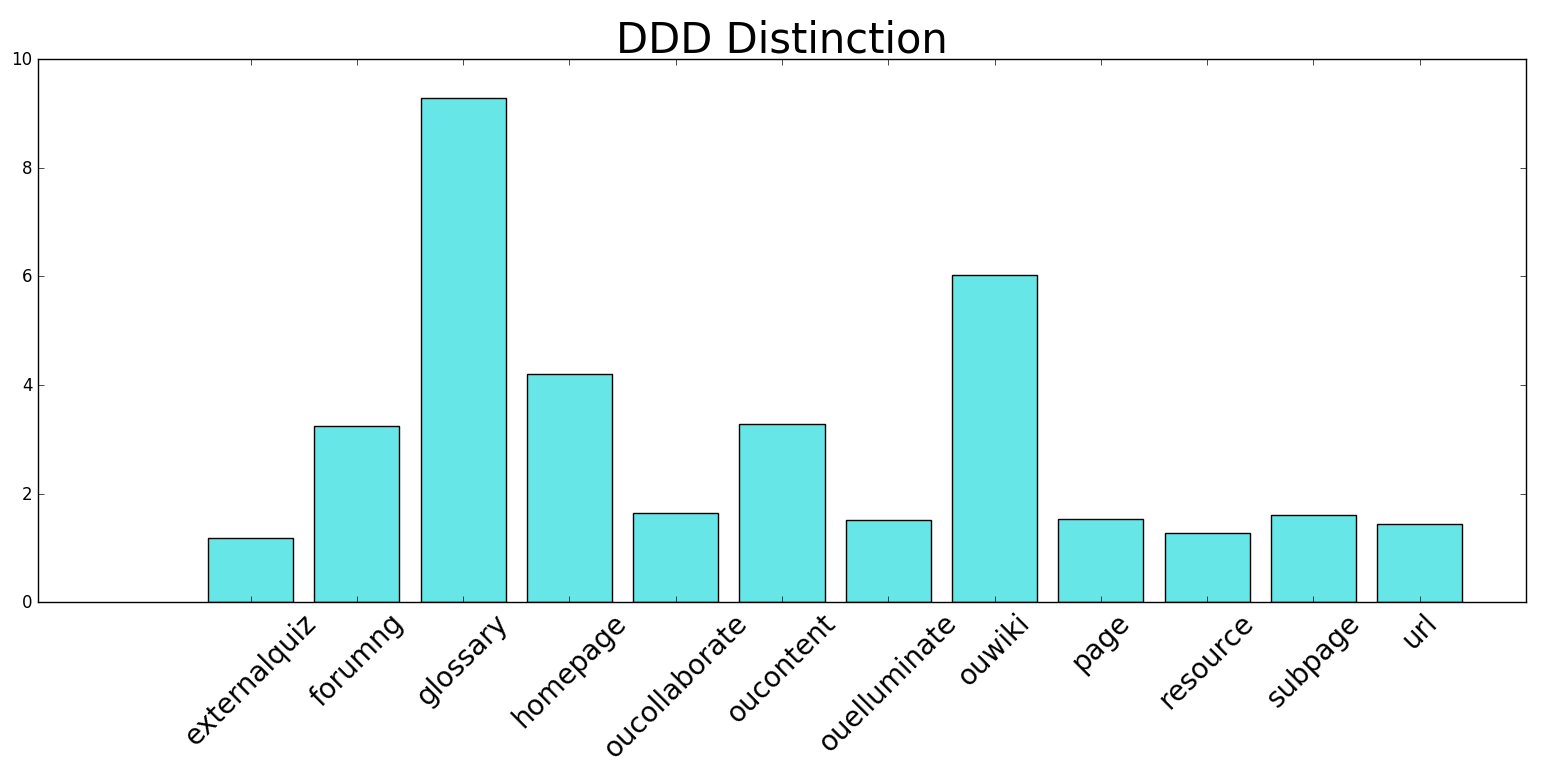 DDD Distinction
10
8
6
4
2
0
externalquiz
forumng
glossary
homepage
oucollaborate
oucontent
ouelluminate
ouwiki
page
resource
subpage
url